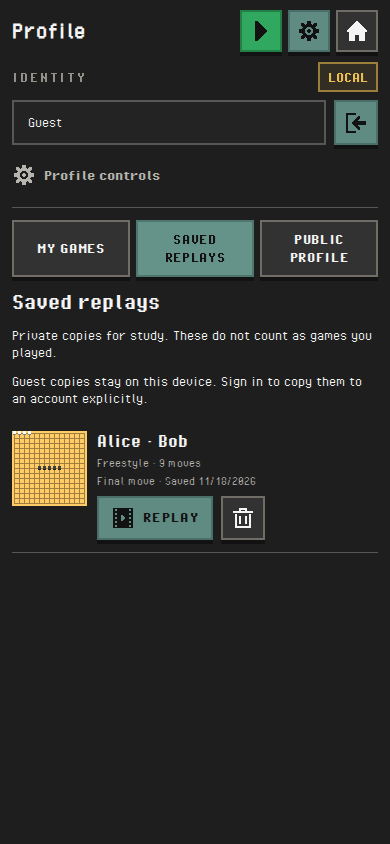 Profile
IDENTITY
LOCAL
Guest
Profile controls
MY GAMES
SAVED
REPLAYS
PUBLIC
PROFILE
Saved replays
Private copies for study. These do not count as games you
played.
Guest copies stay on this device. Sign in to copy them to
an account explicitly.
Alice · Bob
Freestyle · 9 moves
Final move · Saved 11/18/2026
REPLAY